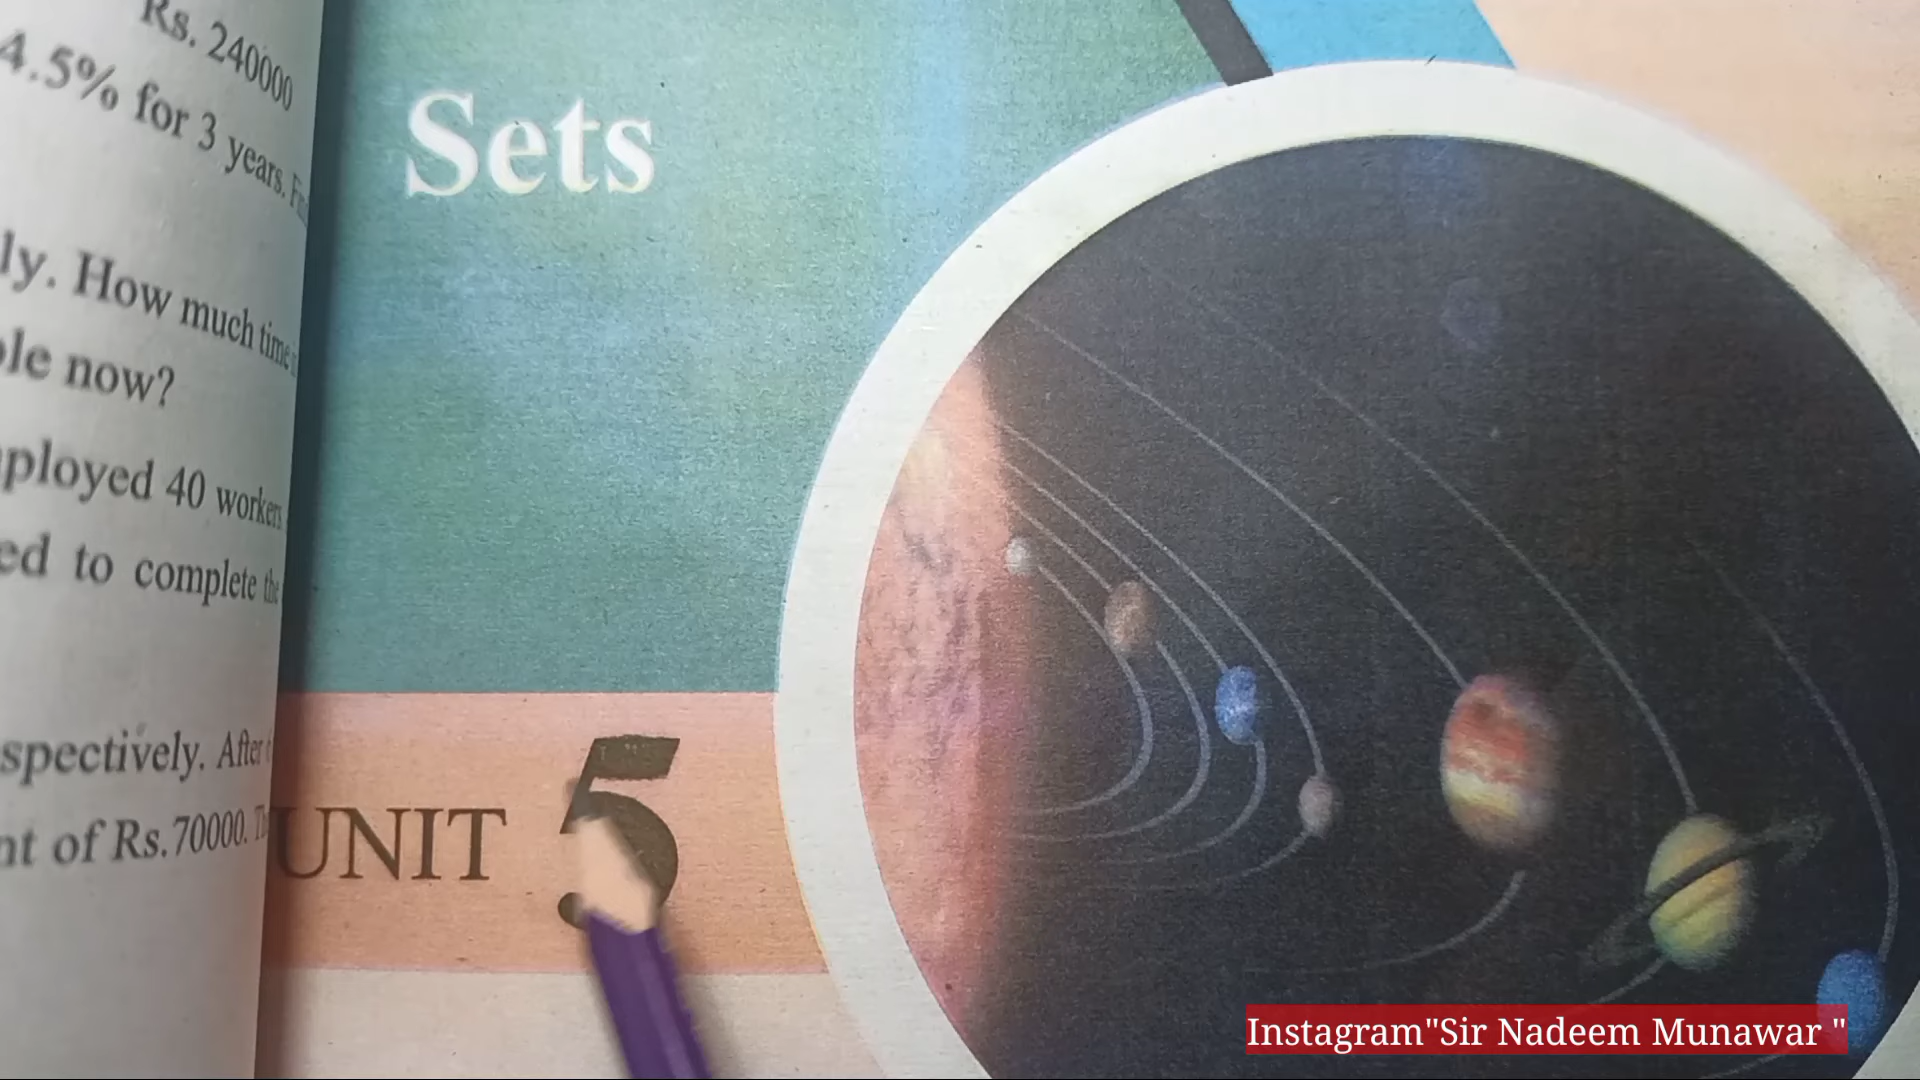 Rs. 240000
4.5% for 3 years.
ly. How much time
now?
ployed 40 workers
ed to complete the
spectively. After
nt of Rs.70000.
Sets
UNIT 5
Instagram"Sir Nadeem Munawar "